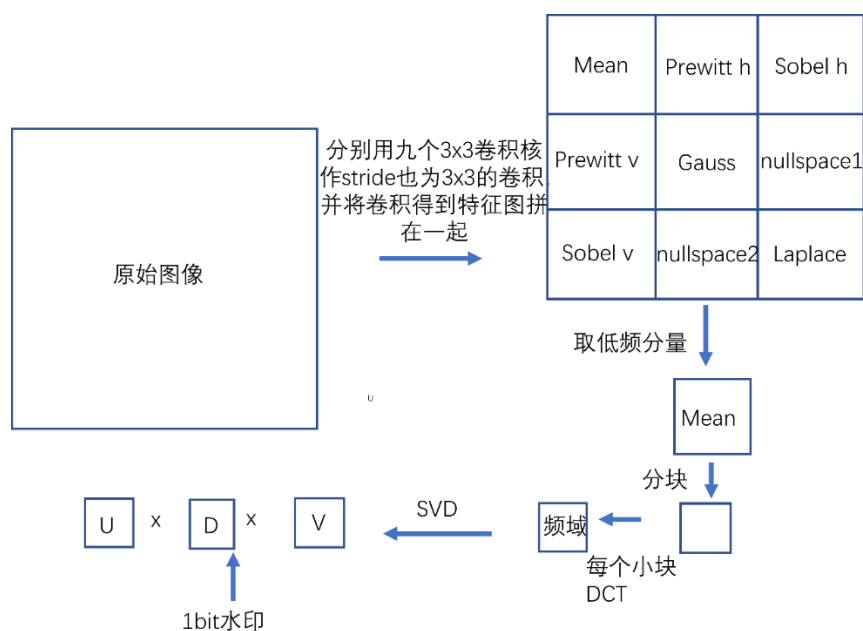 Mean
Prewitt h
Sobel h
Prewitt v
Gauss
nullspace1
Sobel v
nullspace2
Laplace
原始图像
分别用九个3x3卷积核
作stride也为3x3的卷积,
并将卷积得到特征图拼
在一起
取低频分量
Mean
分块
每个小块
DCT
频域
SVD
U
U x D x V
1bit水印